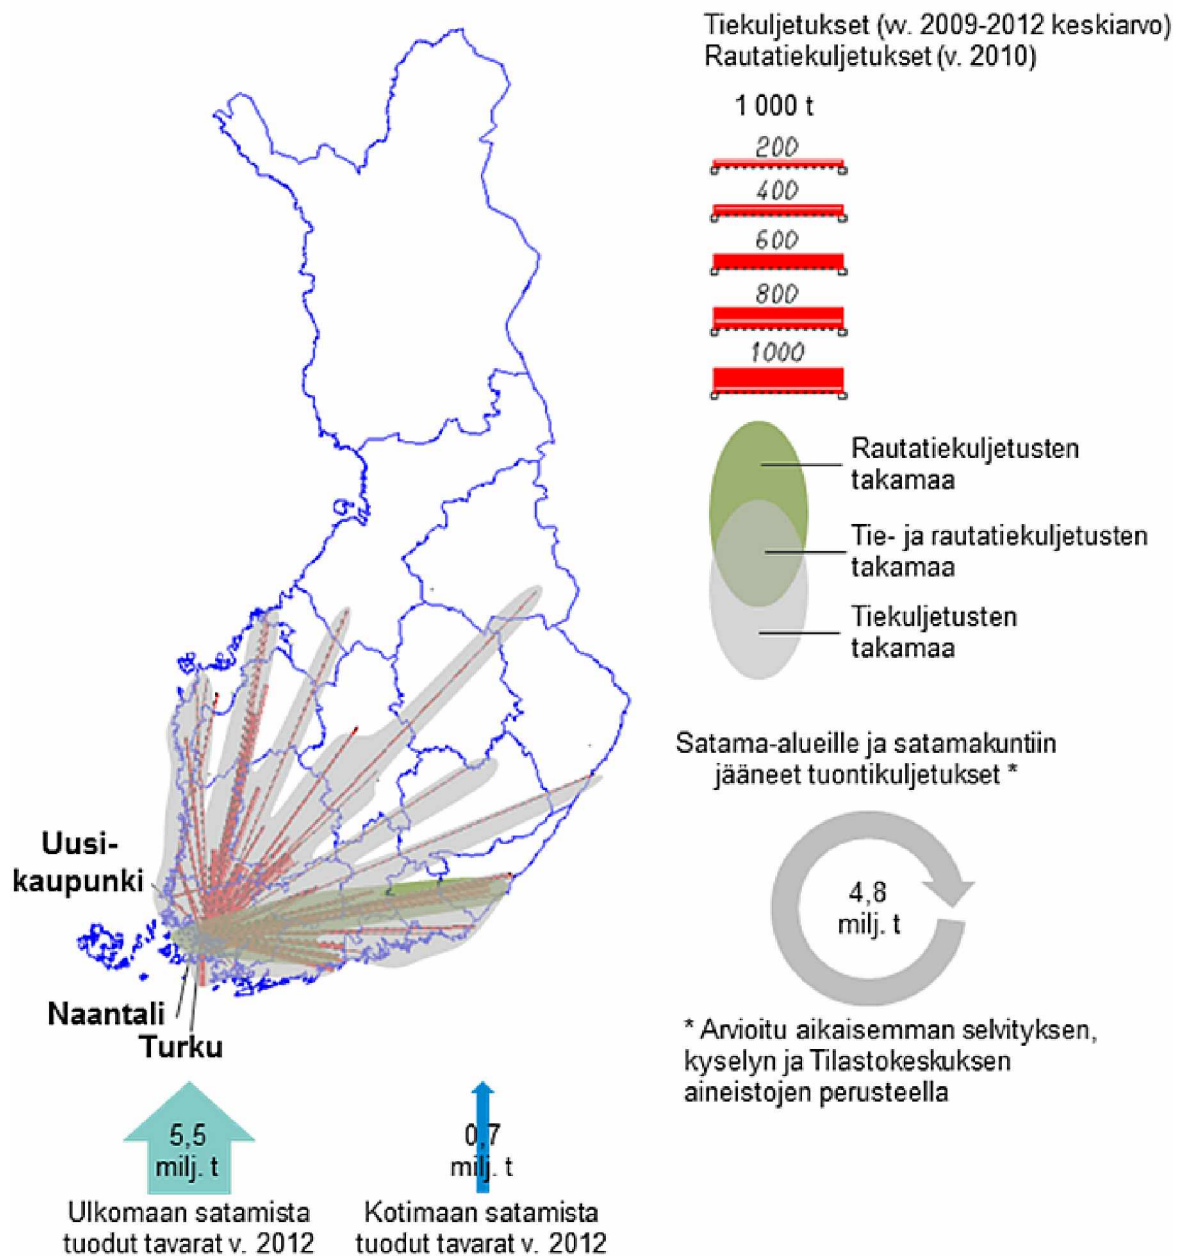 Tiekuljetukset (vv. 2009-2012 keskiarvo)
Rautatiekuljetukset (v. 2010)
1 000 t
200
400
600
800
1000
Rautatiekuljetusten
takamaa
Tie- ja rautatiekuljetusten
takamaa
Tiekuljetusten
takamaa
Satama-alueille ja satamakuntiin
jääneet tuontikuljetukset *
4,8
milj. t
* Arvioitu aikaisemman selvityksen,
kyselyn ja Tilastokeskuksen
aineistojen perusteella
Uusi-
kaupunki
Naantali
Turku
5,5
milj. t
Ulkomaan satamista
tuodut tavarat v. 2012
0,7
milj. t
Kotimaan satamista
tuodut tavarat v. 2012